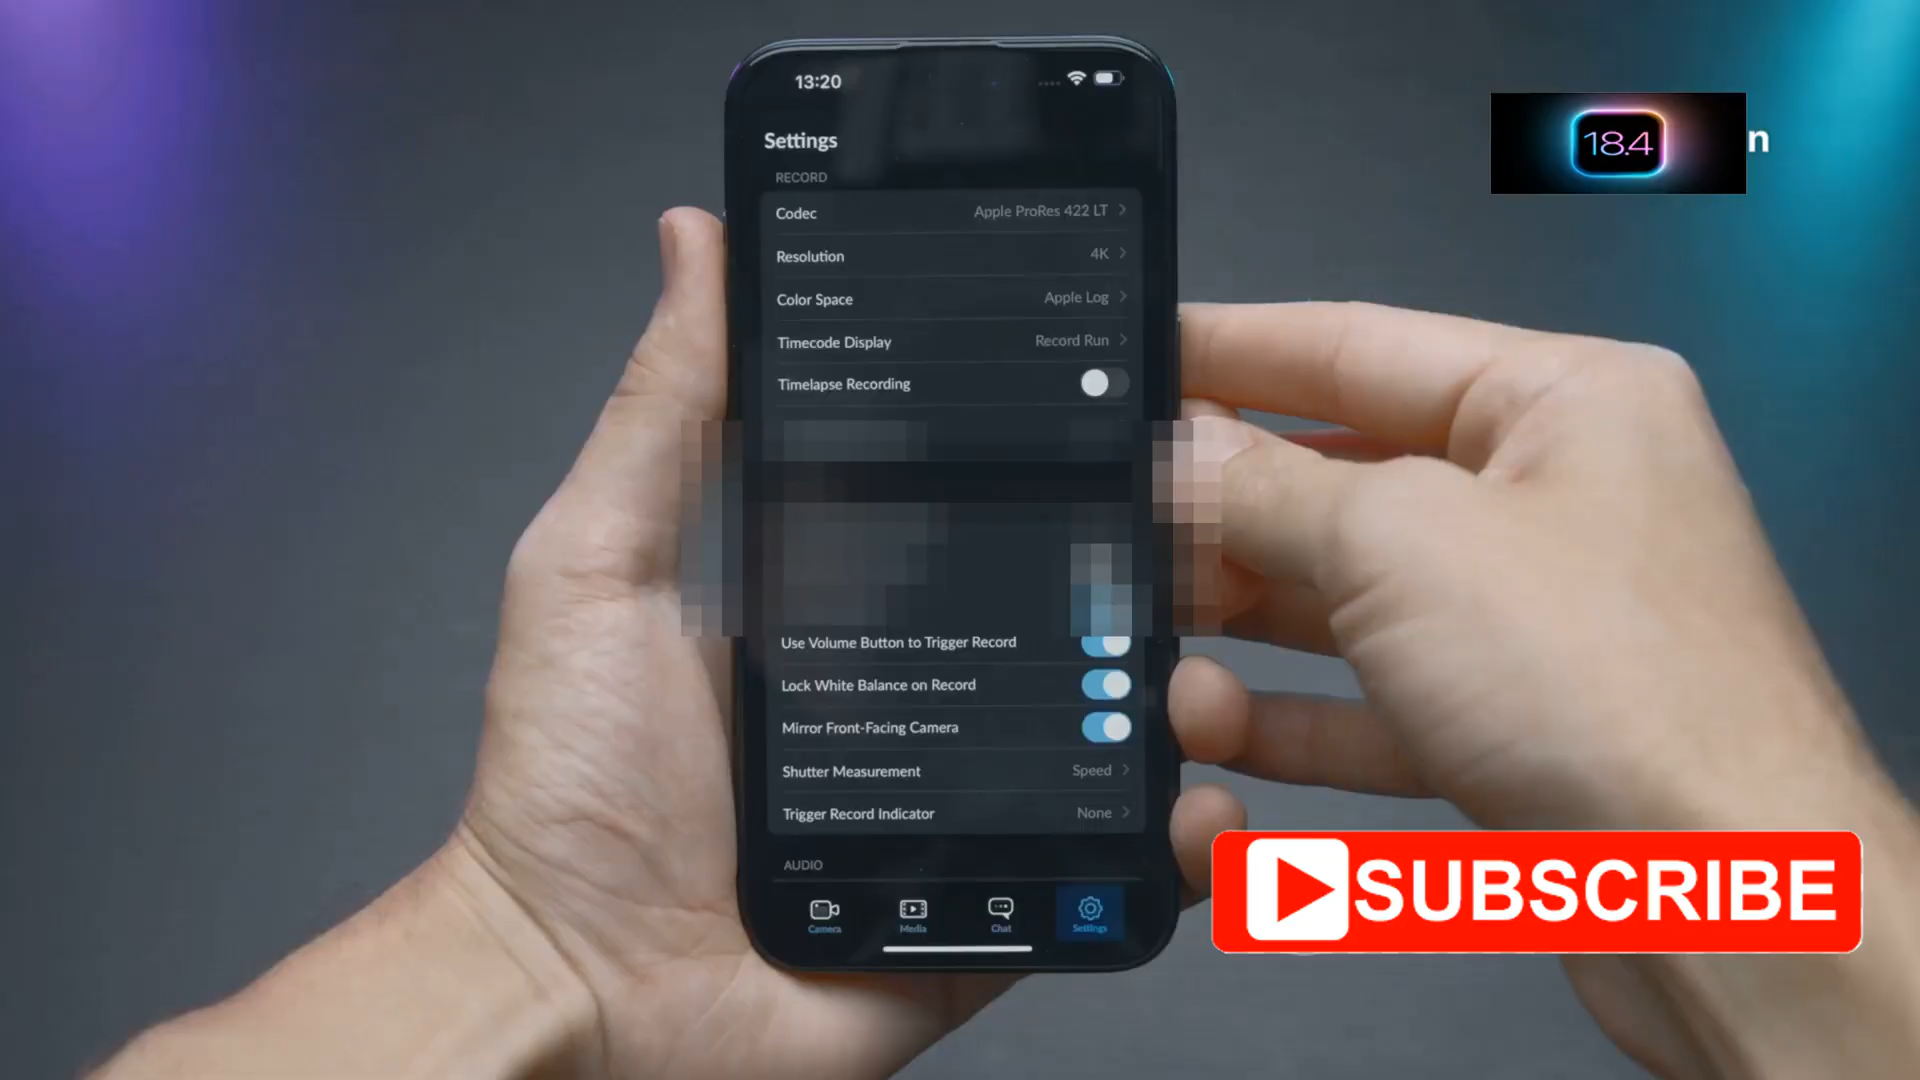 13:20
18.4
n
Settings
RECORD
Codec Apple ProRes 422 LT
Resolution 4K
Color Space Apple Log
Timecode Display Record Run
Timelapse Recording
Use Volume Button to Trigger Record
Lock White Balance on Record
Mirror Front-Facing Camera
Shutter Measurement Speed
Trigger Record Indicator None
AUDIO
Camera Media Chat Settings
SUBSCRIBE